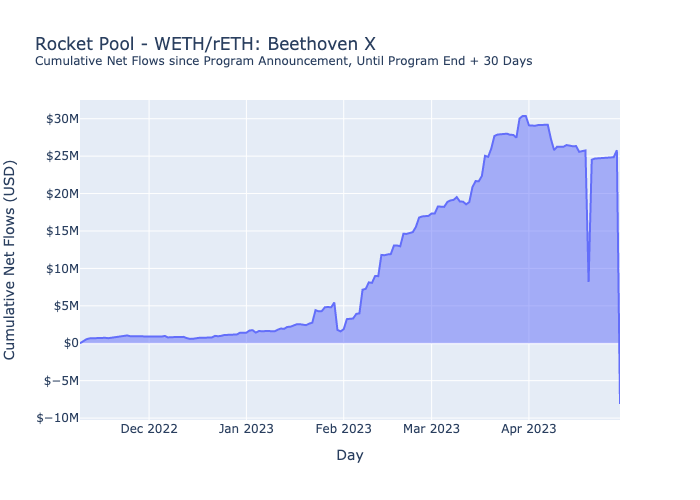 Rocket Pool - WETH/rETH: Beethoven X
Cumulative Net Flows since Program Announcement, Until Program End + 30 Days
Cumulative Net Flows (USD)
$30M
$25M
$20M
$15M
$10M
$5M
$0
$−5M
$−10M
Dec 2022
Jan 2023
Feb 2023
Mar 2023
Apr 2023
Day